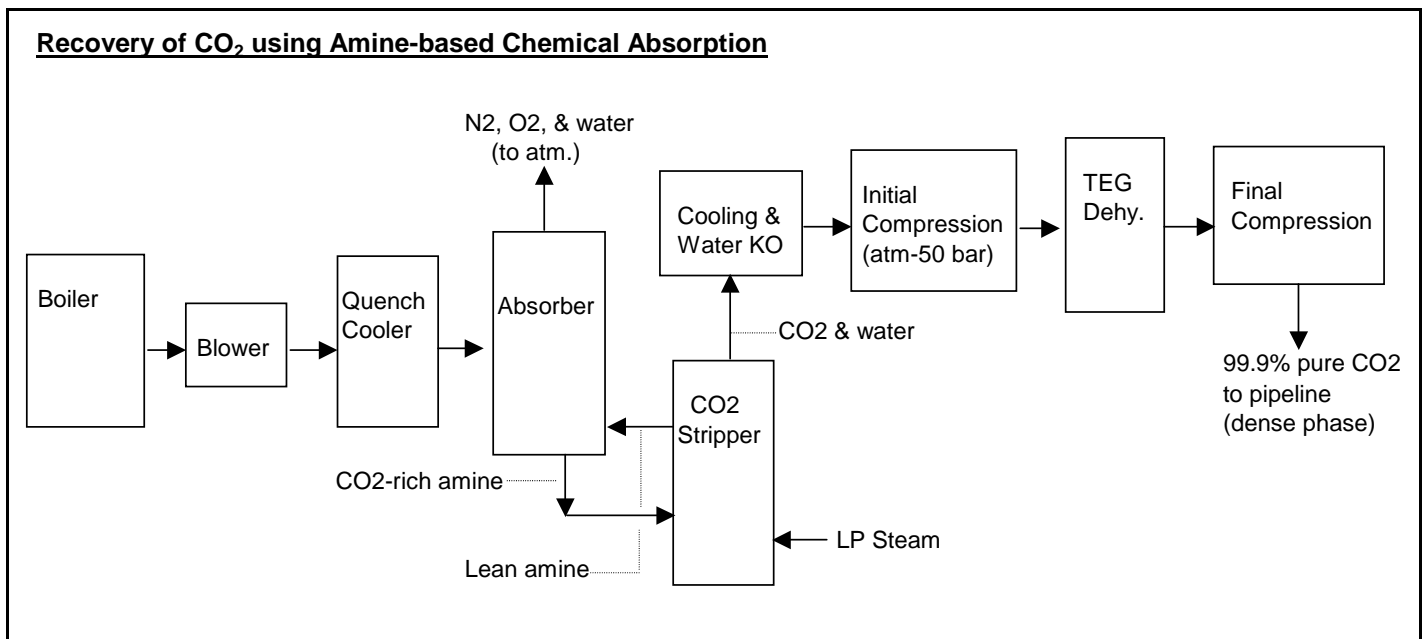 Recovery of CO₂ using Amine-based Chemical Absorption
N2, O2, & water
(to atm.)
Boiler
Blower
Quench
Cooler
Absorber
CO2-rich amine
Lean amine
CO2
Stripper
LP Steam
CO2 & water
Cooling &
Water KO
Initial
Compression
(atm-50 bar)
TEG
Dehy.
Final
Compression
99.9% pure CO2
to pipeline
(dense phase)